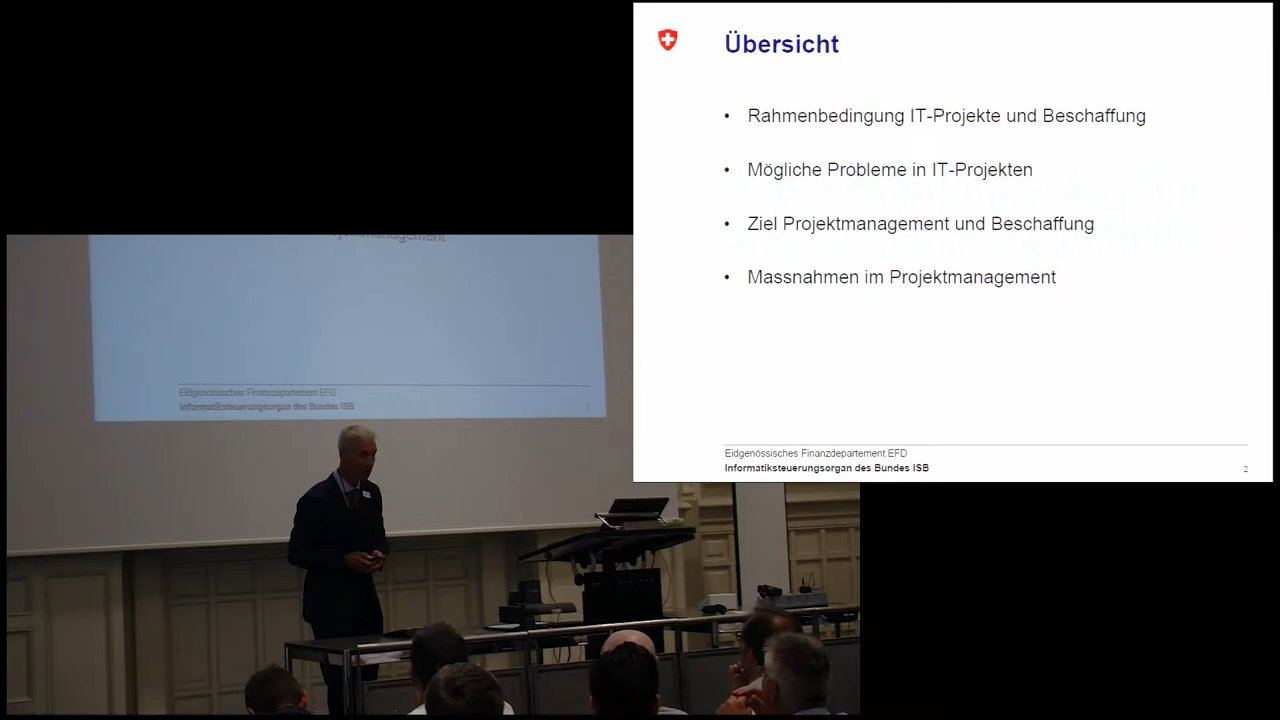 Übersicht
• Rahmenbedingung IT-Projekte und Beschaffung
• Mögliche Probleme in IT-Projekten
• Ziel Projektmanagement und Beschaffung
• Massnahmen im Projektmanagement
Eidgenössisches Finanzdepartement EFD
Informatiksteuerungsorgan des Bundes ISB
2
Eidgenössisches Finanzdepartement EFD
Informatiksteuerungsorgan des Bundes ISB